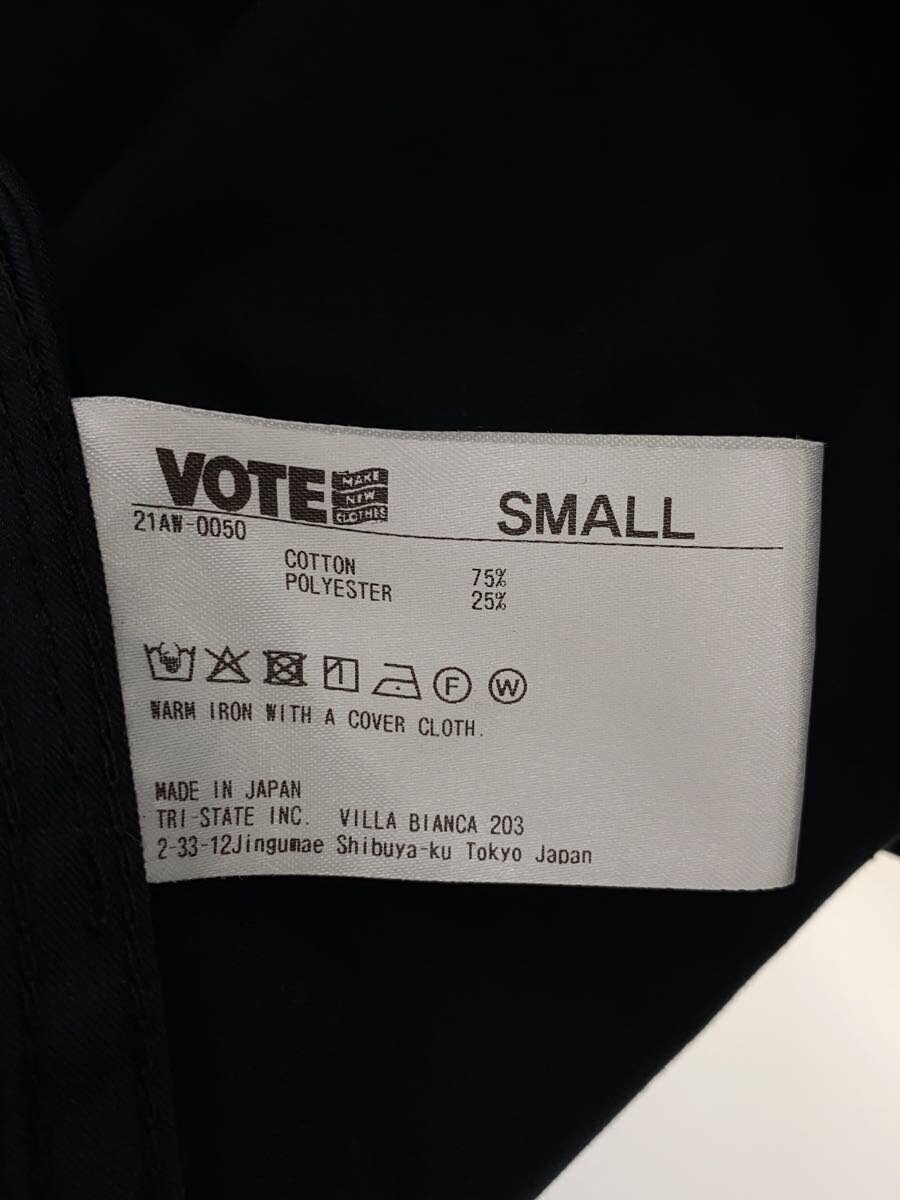 VOTE MAKE NEW CLOTHES SMALL
21AW-0050
COTTON 75%
POLYESTER 25%
F W
WARM IRON WITH A COVER CLOTH.
MADE IN JAPAN
TRI-STATE INC. VILLA BIANCA 203
2-33-12Jingumae Shibuya-ku Tokyo Japan